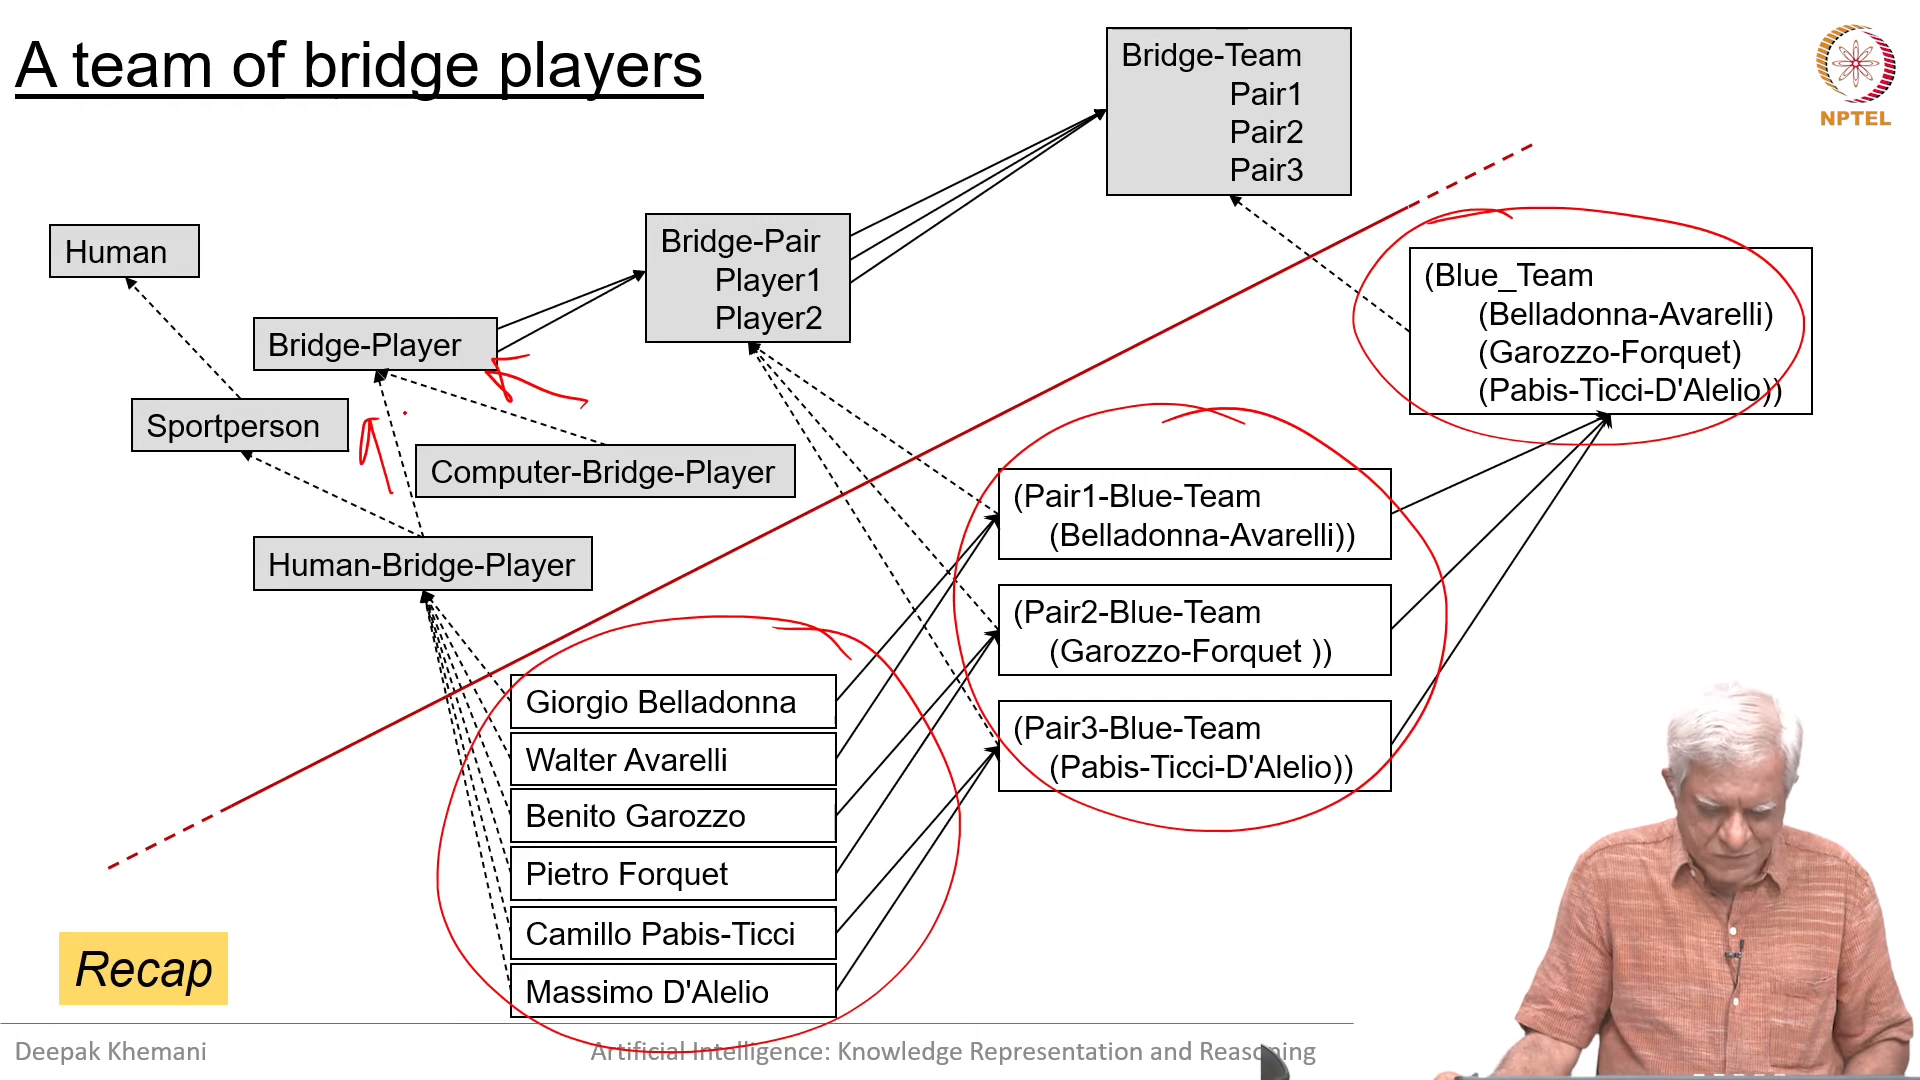 A team of bridge players
Bridge-Team
Pair1
Pair2
Pair3
NPTEL
Human
Bridge-Pair
Player1
Player2
Bridge-Player
(Blue_Team
(Belladonna-Avarelli)
(Garozzo-Forquet)
(Pabis-Ticci-D'Alelio))
Sportperson
Computer-Bridge-Player
(Pair1-Blue-Team
(Belladonna-Avarelli))
Human-Bridge-Player
(Pair2-Blue-Team
(Garozzo-Forquet ))
Giorgio Belladonna
Walter Avarelli
(Pair3-Blue-Team
(Pabis-Ticci-D'Alelio))
Benito Garozzo
Pietro Forquet
Camillo Pabis-Ticci
Massimo D'Alelio
Recap
Deepak Khemani
Artificial Intelligence: Knowledge Representation and Reasoning